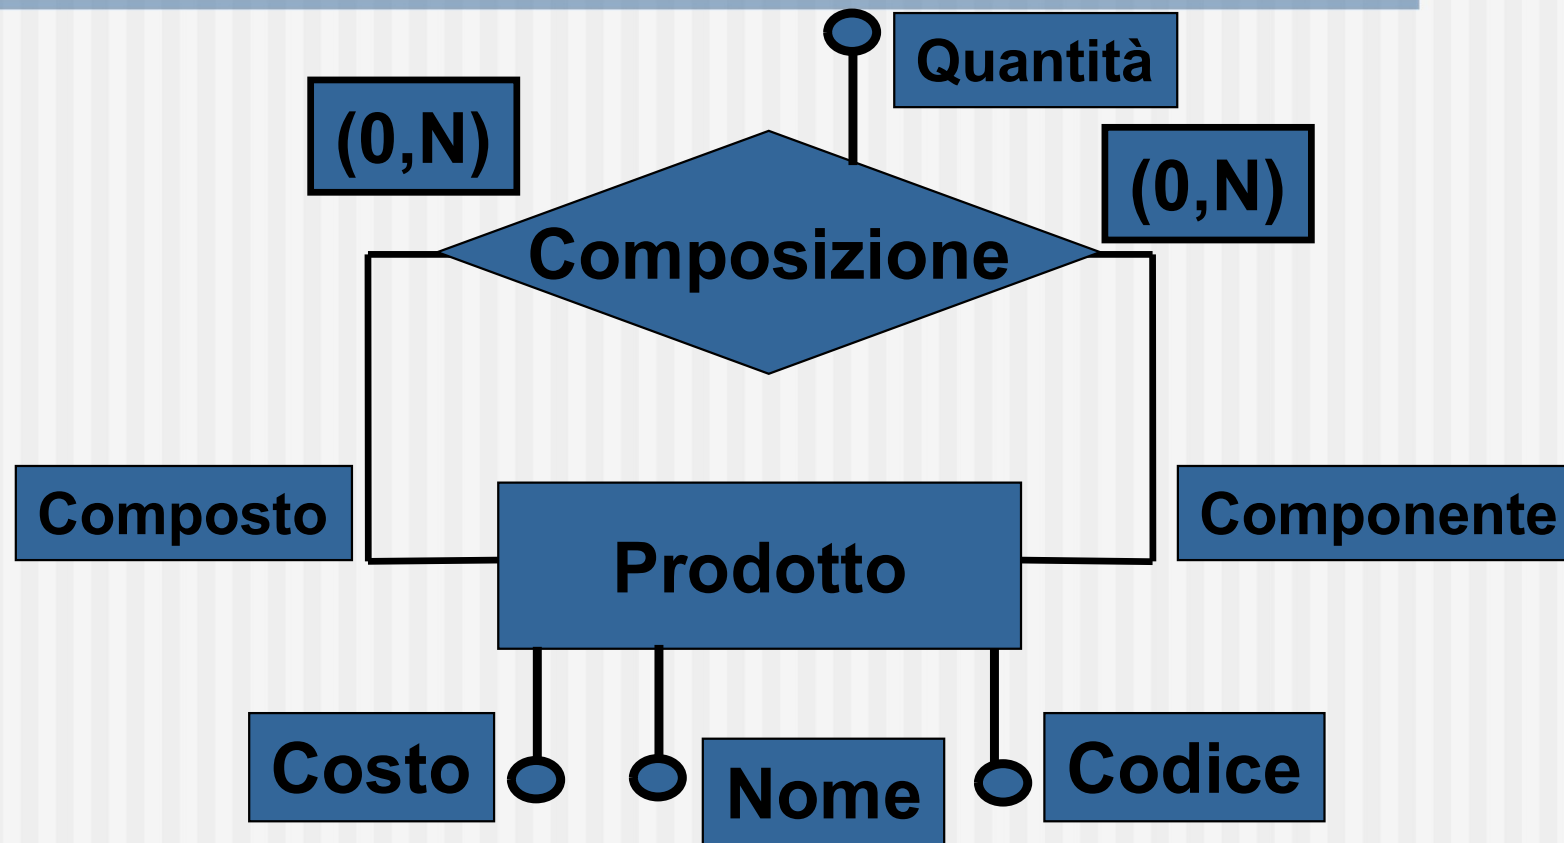 Quantità
(0,N)
(0,N)
Composizione
Composto
Componente
Prodotto
Costo
Nome
Codice